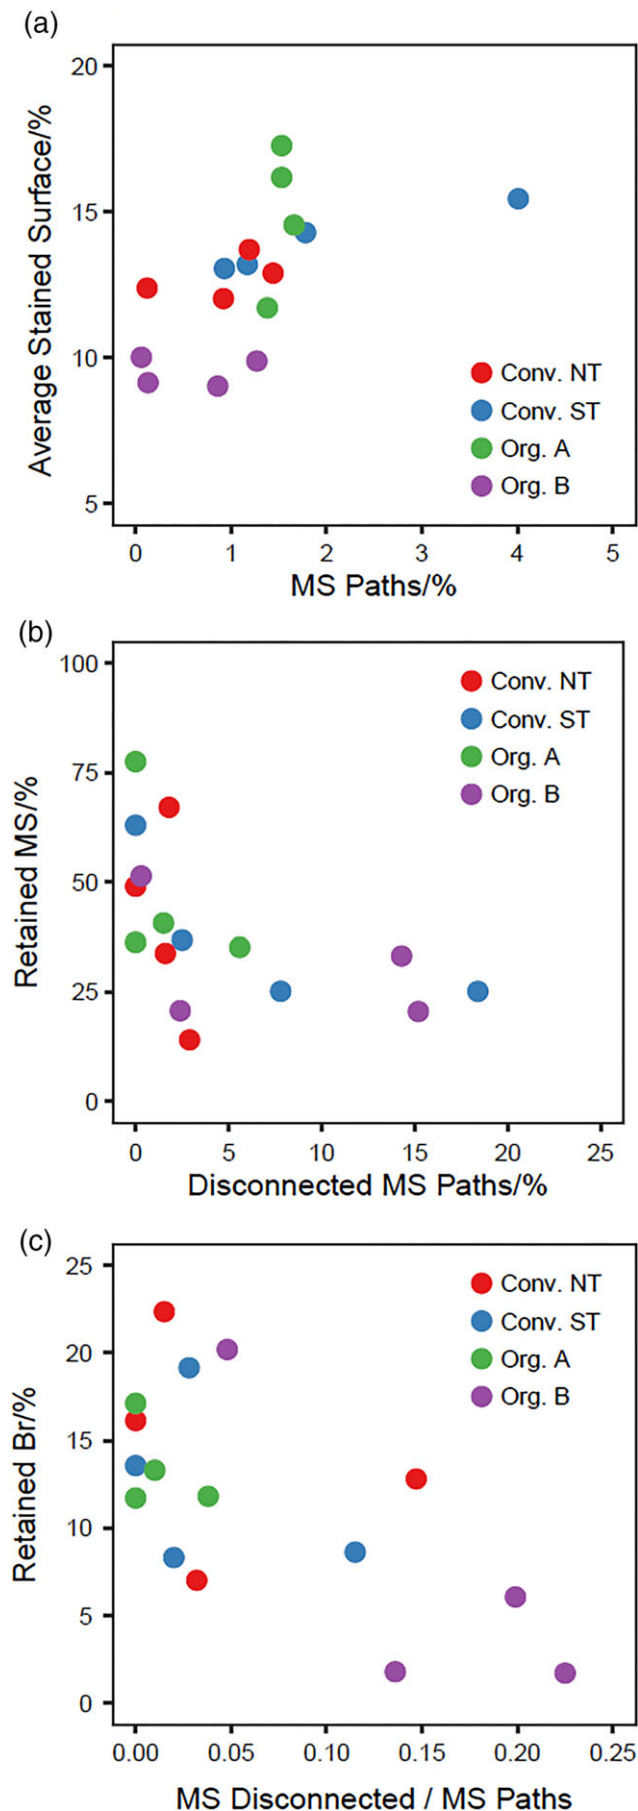 (a)
Average Stained Surface/%
20
15
10
5
Conv. NT
Conv. ST
Org. A
Org. B
0 1 2 3 4 5
MS Paths/%
(b)
Retained MS/%
100
75
50
25
0
Conv. NT
Conv. ST
Org. A
Org. B
0 5 10 15 20 25
Disconnected MS Paths/%
(c)
Retained Br/%
25
20
15
10
5
0
Conv. NT
Conv. ST
Org. A
Org. B
0.00 0.05 0.10 0.15 0.20 0.25
MS Disconnected / MS Paths